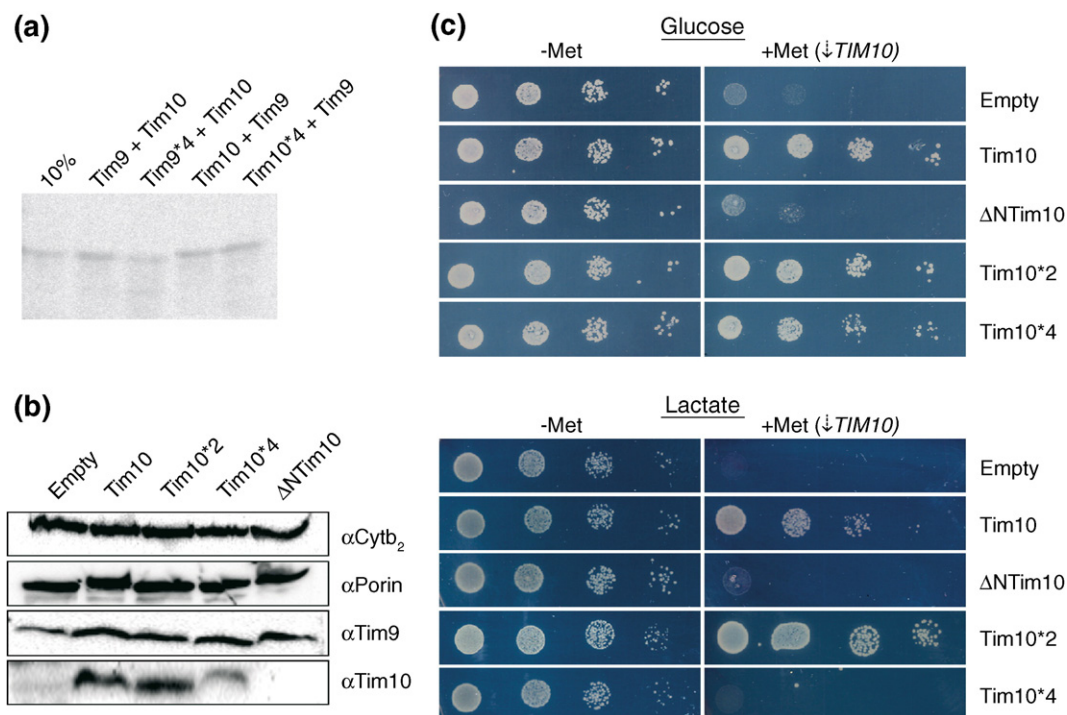 (a)
10%
Tim9 + Tim10
Tim9*4 + Tim10
Tim10 + Tim9
Tim10*4 + Tim9
(b)
Empty
Tim10
Tim10*2
Tim10*4
ΔNTim10
αCytb₂
αPorin
αTim9
αTim10
(c)
Glucose
-Met
+Met (↓TIM10)
Empty
Tim10
ΔNTim10
Tim10*2
Tim10*4
Lactate
-Met
+Met (↓TIM10)
Empty
Tim10
ΔNTim10
Tim10*2
Tim10*4